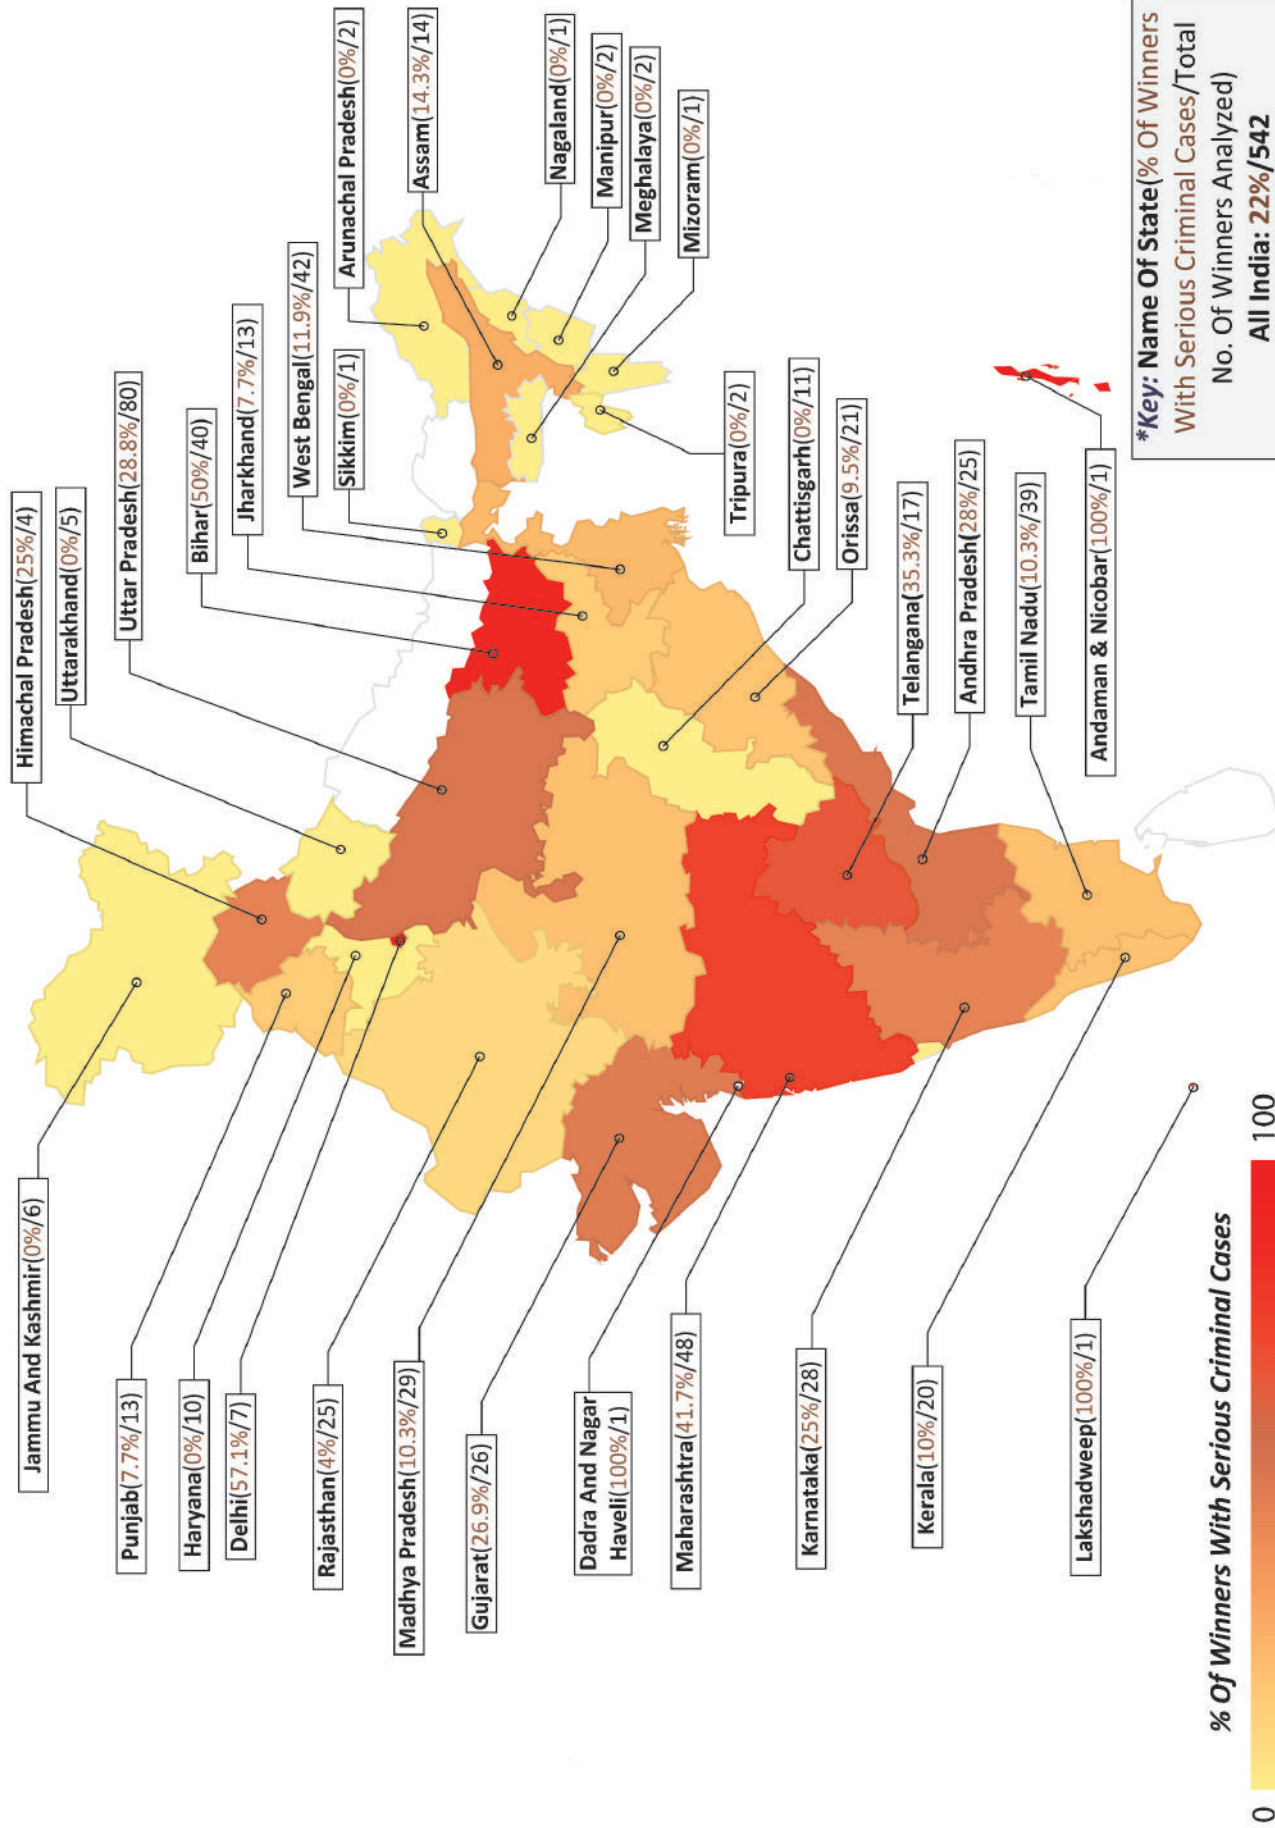 Jammu And Kashmir(0%/6)
Punjab(7.7%/13)
Haryana(0%/10)
Delhi(57.1%/7)
Rajasthan(4%/25)
Madhya Pradesh(10.3%/29)
Gujarat(26.9%/26)
Dadra And Nagar
Haveli(100%/1)
Maharashtra(41.7%/48)
Karnataka(25%/28)
Kerala(10%/20)
Lakshadweep(100%/1)
Himachal Pradesh(25%/4)
Uttarakhand(0%/5)
Uttar Pradesh(28.8%/80)
Bihar(50%/40)
Jharkhand(7.7%/13)
West Bengal(11.9%/42)
Sikkim(0%/1)
Arunachal Pradesh(0%/2)
Assam(14.3%/14)
Nagaland(0%/1)
Manipur(0%/2)
Meghalaya(0%/2)
Mizoram(0%/1)
Tripura(0%/2)
Chattisgarh(0%/11)
Orissa(9.5%/21)
Telangana(35.3%/17)
Andhra Pradesh(28%/25)
Tamil Nadu(10.3%/39)
Andaman & Nicobar(100%/1)
% Of Winners With Serious Criminal Cases
0 100
*Key: Name Of State(% Of Winners
With Serious Criminal Cases/Total
No. Of Winners Analyzed)
All India: 22%/542